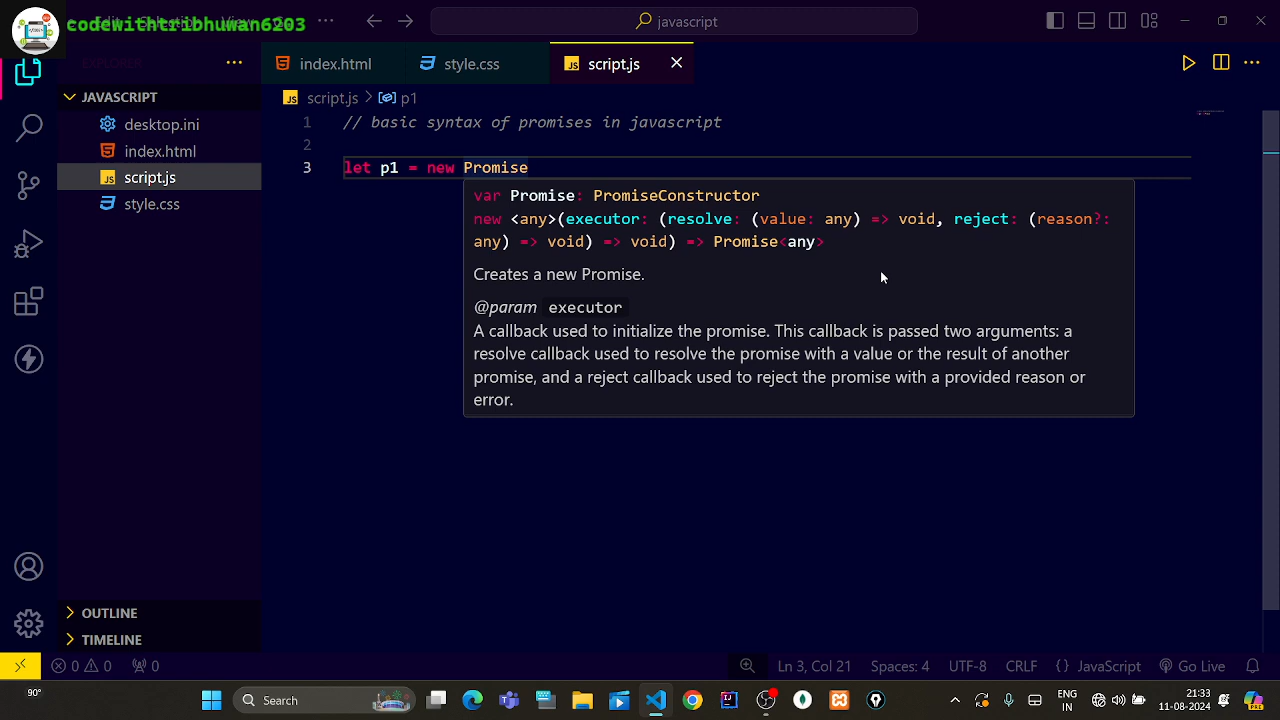 codewithtribhuwan6203
javascript
EXPLORER
index.html
style.css
script.js
JAVASCRIPT
desktop.ini
index.html
script.js
style.css
script.js > p1
1 // basic syntax of promises in javascript
2
3 let p1 = new Promise
var Promise: PromiseConstructor
new <any>(executor: (resolve: (value: any) => void, reject: (reason?:
any) => void) => void) => Promise<any>
Creates a new Promise.
@param executor
A callback used to initialize the promise. This callback is passed two arguments: a
resolve callback used to resolve the promise with a value or the result of another
promise, and a reject callback used to reject the promise with a provided reason or
error.
OUTLINE
TIMELINE
0 0 0
Ln 3, Col 21 Spaces: 4 UTF-8 CRLF {} JavaScript Go Live
90°
Search
ENG
IN
21:33
11-08-2024